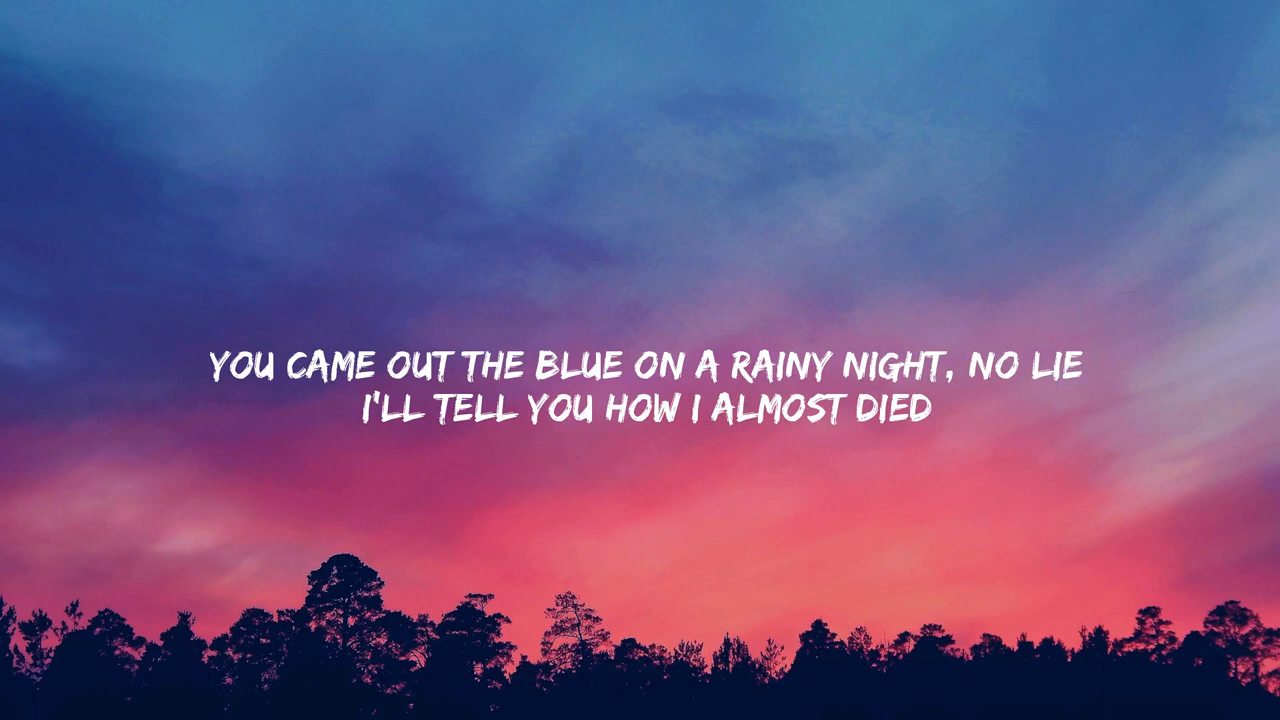 YOU CAME OUT THE BLUE ON A RAINY NIGHT, NO LIE
I'LL TELL YOU HOW I ALMOST DIED